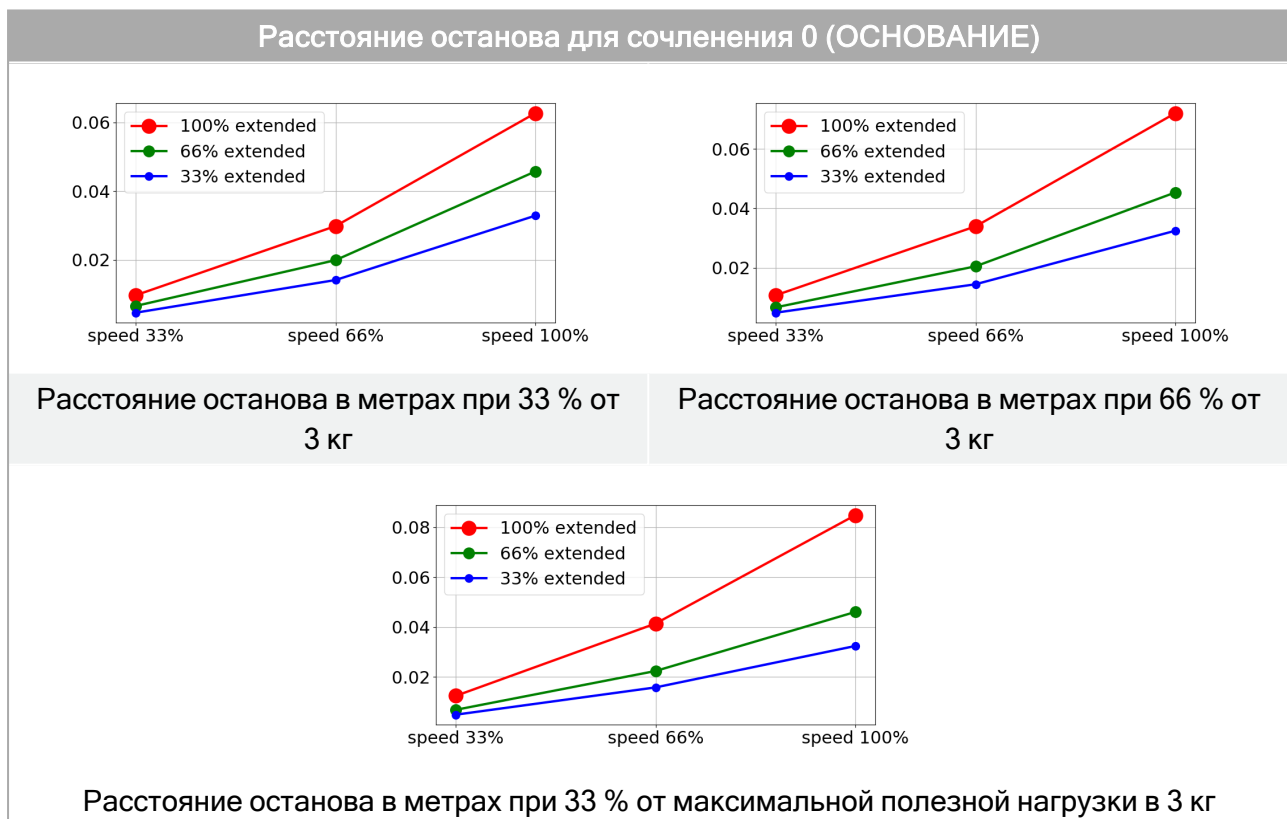 Расстояние останова для сочленения 0 (ОСНОВАНИЕ)
0.06
0.04
0.02
100% extended
66% extended
33% extended
speed 33% speed 66% speed 100%
0.06
0.04
0.02
100% extended
66% extended
33% extended
speed 33% speed 66% speed 100%
Расстояние останова в метрах при 33 % от
3 кг
Расстояние останова в метрах при 66 % от
3 кг
0.08
0.06
0.04
0.02
100% extended
66% extended
33% extended
speed 33% speed 66% speed 100%
Расстояние останова в метрах при 33 % от максимальной полезной нагрузки в 3 кг